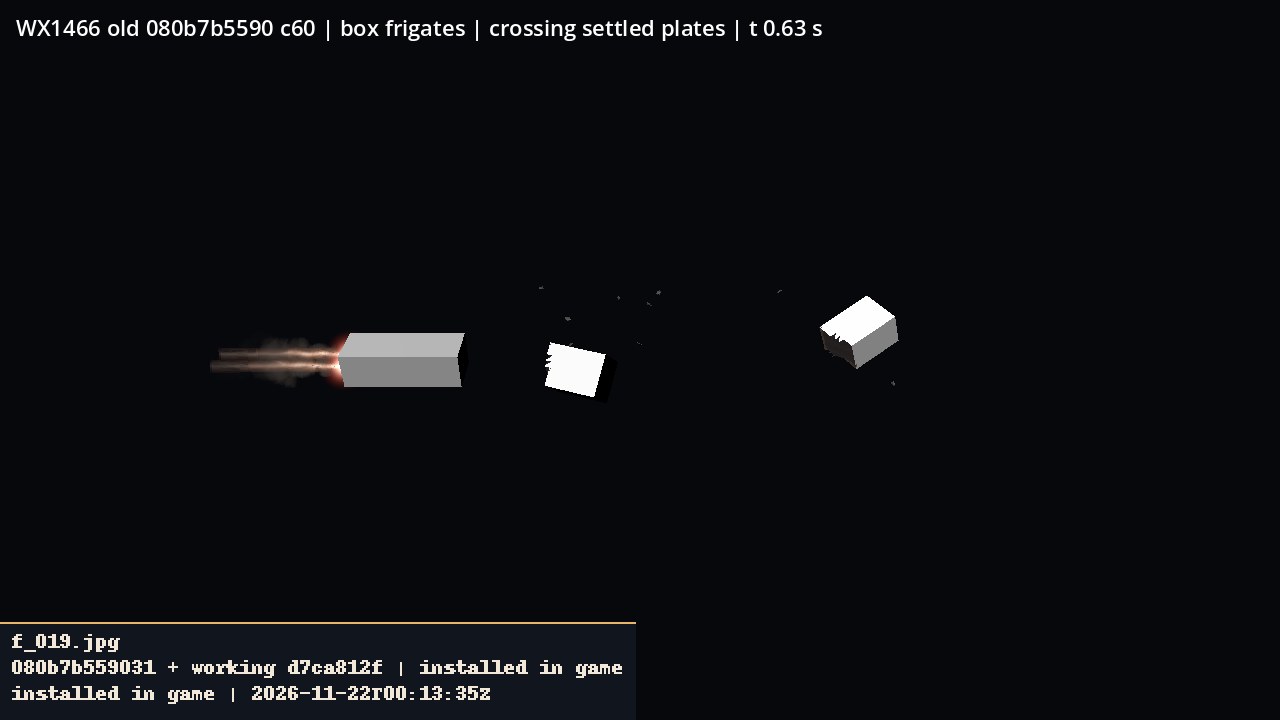 WX1466 old 080b7b5590 c60 | box frigates | crossing settled plates | t 0.63 s
f_019.jpg
080b7b559031 + working d7ca812f | installed in game
installed in game | 2026-11-22T00:13:35Z